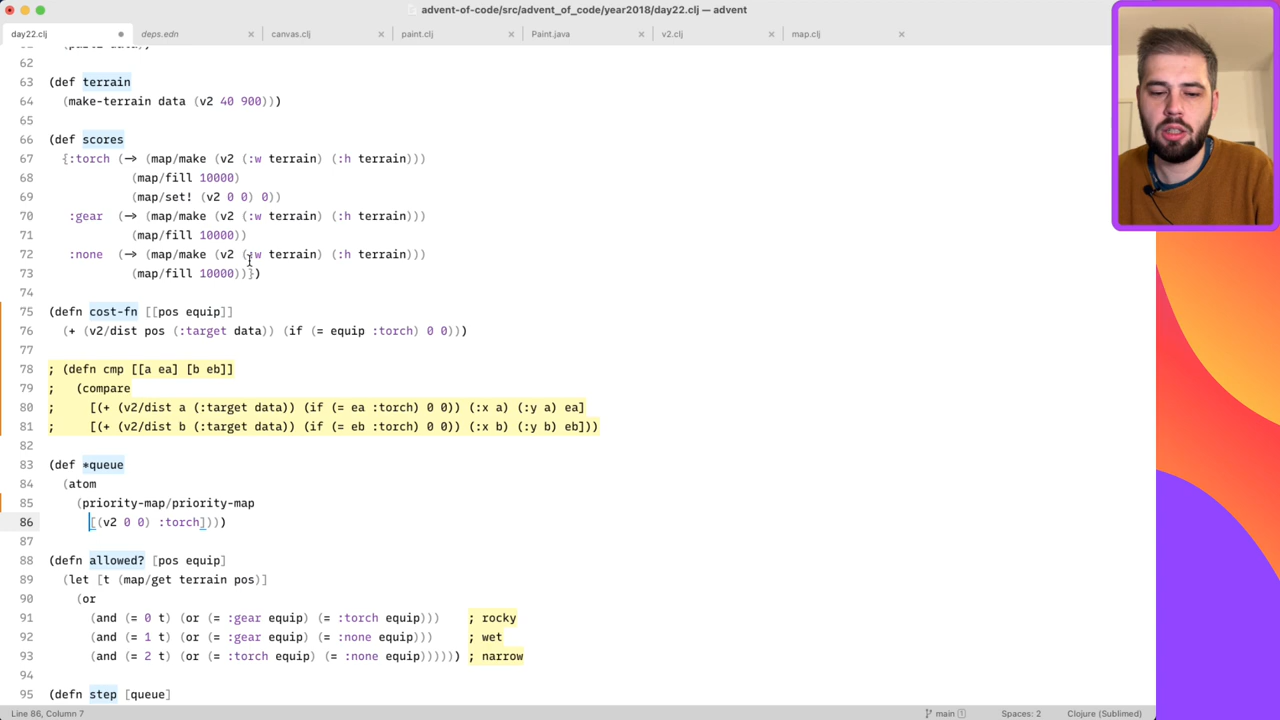 advent-of-code/src/advent_of_code/year2018/day22.clj — advent
day22.clj deps.edn canvas.clj paint.clj Paint.java v2.clj map.clj
62
63 (def terrain
64 (make-terrain data (v2 40 900)))
65
66 (def scores
67 {:torch (-> (map/make (v2 (:w terrain) (:h terrain)))
68 (map/fill 10000)
69 (map/set! (v2 0 0) 0))
70 :gear (-> (map/make (v2 (:w terrain) (:h terrain)))
71 (map/fill 10000))
72 :none (-> (map/make (v2 (:w terrain) (:h terrain)))
73 (map/fill 10000))})
74
75 (defn cost-fn [[pos equip]]
76 (+ (v2/dist pos (:target data)) (if (= equip :torch) 0 0)))
77
78 ; (defn cmp [[a ea] [b eb]]
79 ; (compare
80 ; [(+ (v2/dist a (:target data)) (if (= ea :torch) 0 0)) (:x a) (:y a) ea]
81 ; [(+ (v2/dist b (:target data)) (if (= eb :torch) 0 0)) (:x b) (:y b) eb]))
82
83 (def *queue
84 (atom
85 (priority-map/priority-map
86 [(v2 0 0) :torch])))
87
88 (defn allowed? [pos equip]
89 (let [t (map/get terrain pos)]
90 (or
91 (and (= 0 t) (or (= :gear equip) (= :torch equip))) ; rocky
92 (and (= 1 t) (or (= :gear equip) (= :none equip))) ; wet
93 (and (= 2 t) (or (= :torch equip) (= :none equip))))) ; narrow
94
95 (defn step [queue]
Line 86, Column 7 main 1 Spaces: 2 Clojure (Sublimed)